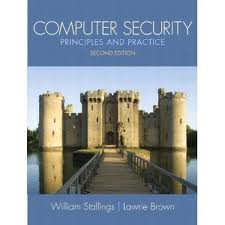 COMPUTER SECURITY
PRINCIPLES AND PRACTICE
SECOND EDITION
William Stallings | Lawrie Brown